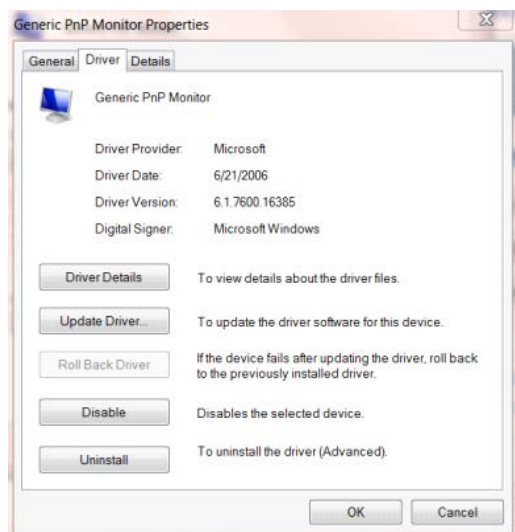 Generic PnP Monitor Properties
General Driver Details
Generic PnP Monitor
Driver Provider: Microsoft
Driver Date: 6/21/2006
Driver Version: 6.1.7600.16385
Digital Signer: Microsoft Windows
Driver Details To view details about the driver files.
Update Driver... To update the driver software for this device.
Roll Back Driver If the device fails after updating the driver, roll back
to the previously installed driver.
Disable Disables the selected device.
Uninstall To uninstall the driver (Advanced).
OK Cancel